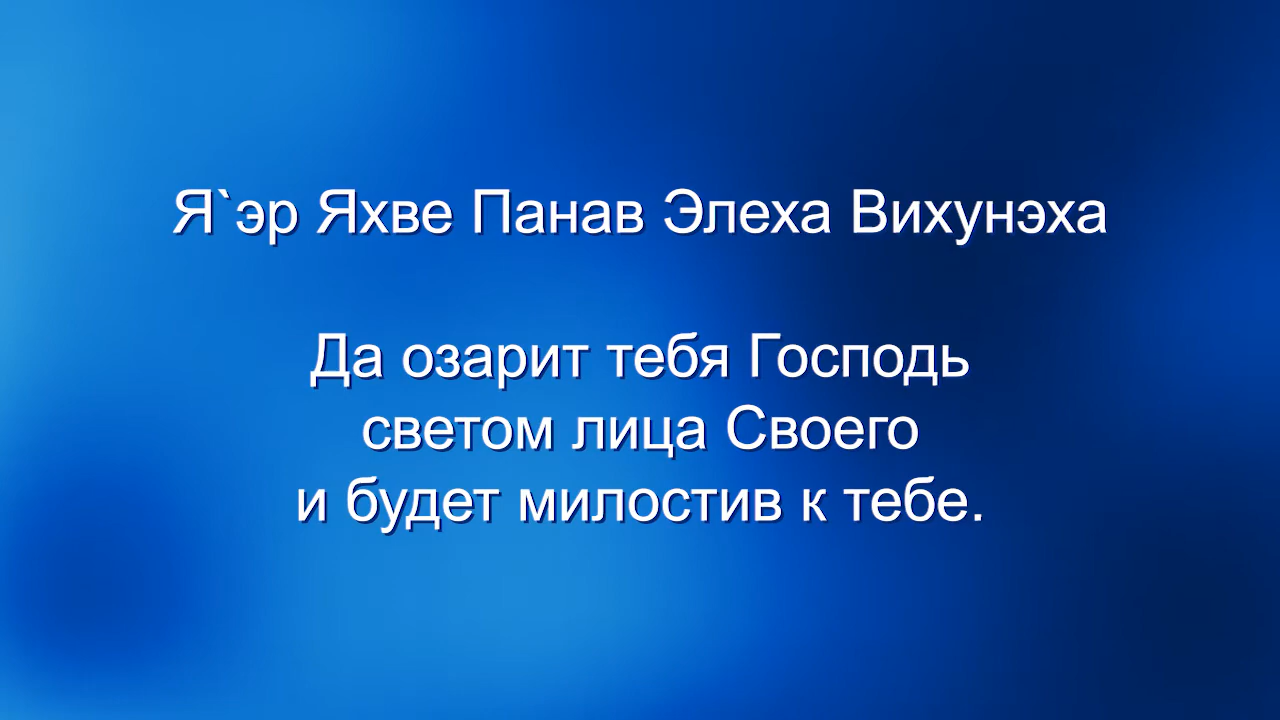 Я`эр Яхве Панав Элеха Вихунэха
Да озарит тебя Господь
светом лица Своего
и будет милостив к тебе.